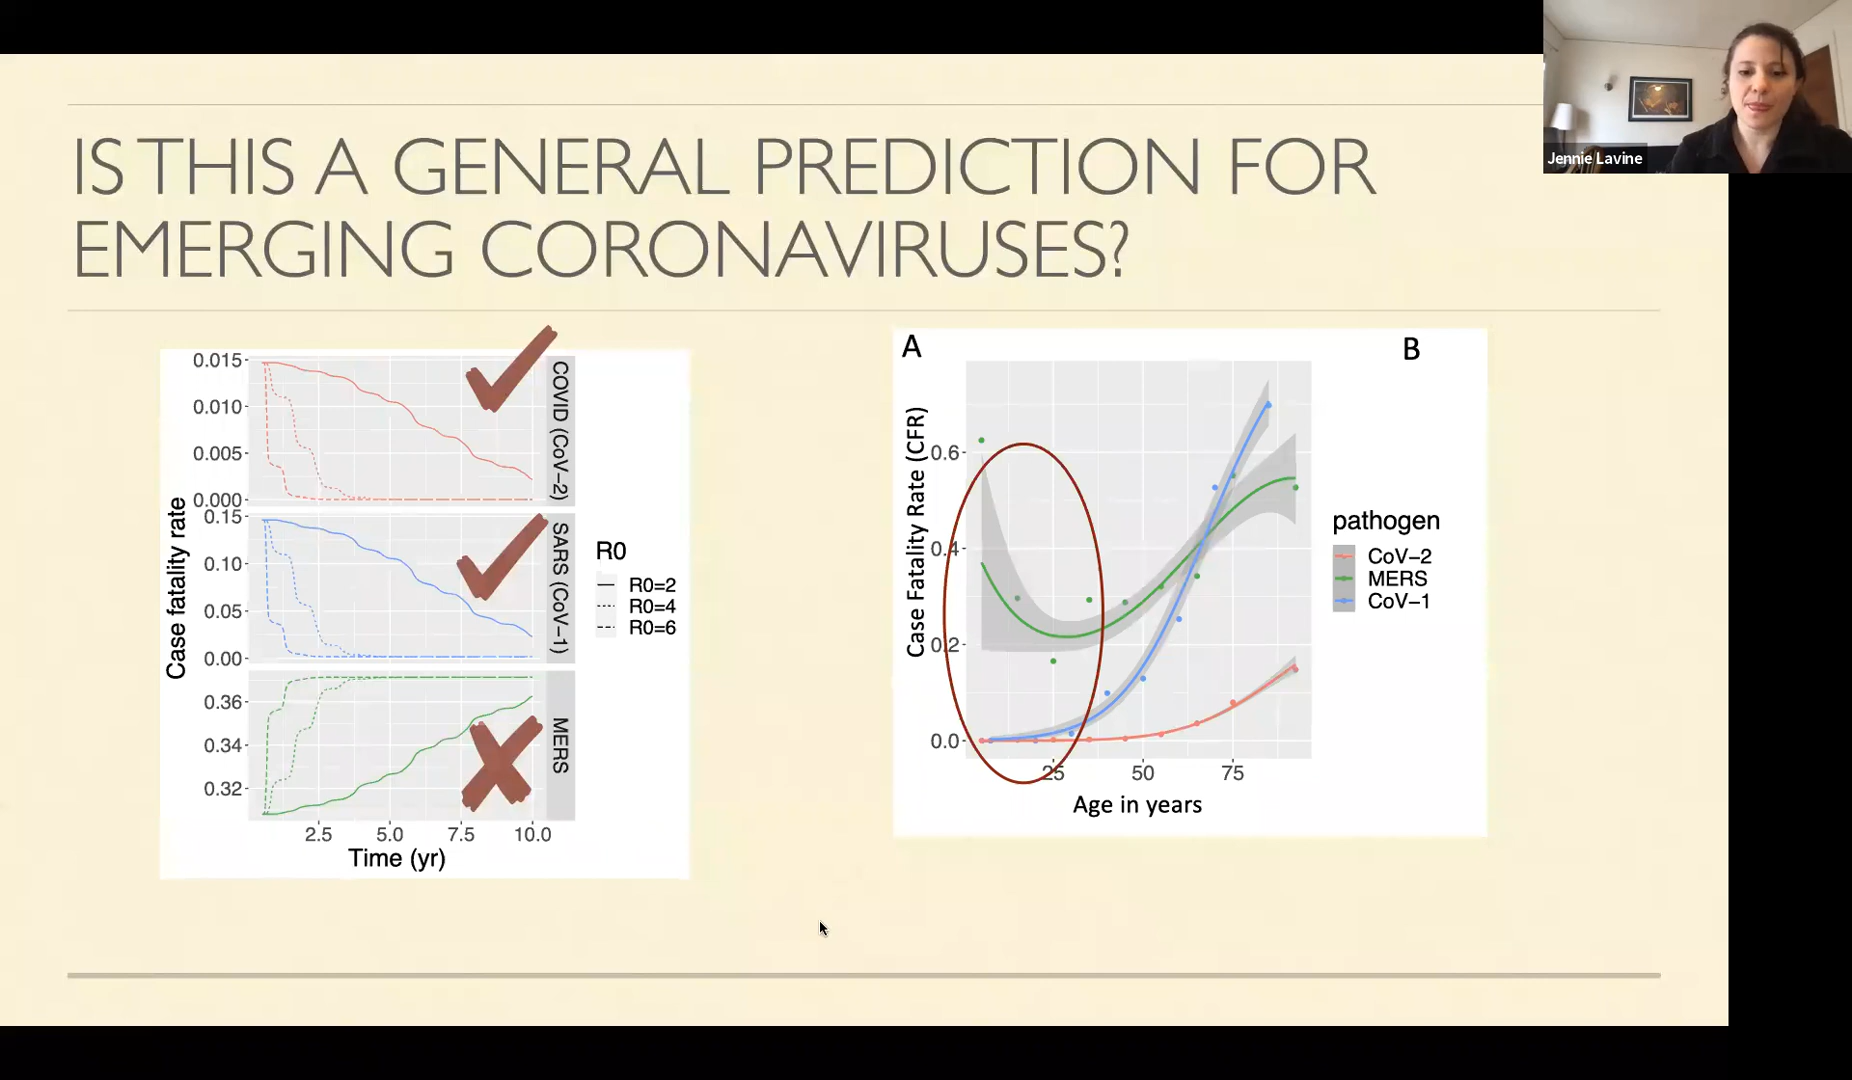 Jennie Lavine
IS THIS A GENERAL PREDICTION FOR
EMERGING CORONAVIRUSES?
Case fatality rate
0.015
0.010
0.005
0.000
COVID (CoV-2)
0.15
0.10
0.05
0.00
SARS (CoV-1)
0.36
0.34
0.32
MERS
2.5 5.0 7.5 10.0
Time (yr)
R0
R0=2
R0=4
R0=6
A
B
Case Fatality Rate (CFR)
0.6
0.4
0.2
0.0
25 50 75
Age in years
pathogen
CoV-2
MERS
CoV-1